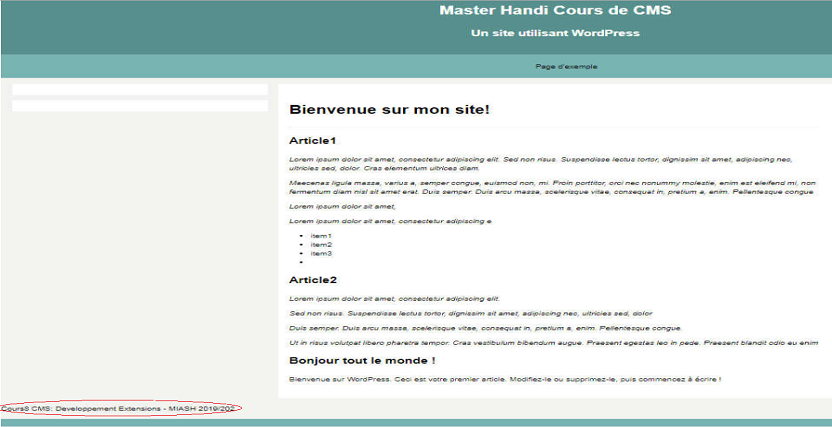 Master Handi Cours de CMS
Un site utilisant WordPress
Page d'exemple
Bienvenue sur mon site!
Article1
Lorem ipsum dolor sit amet, consectetur adipiscing elit. Sed non risus. Suspendisse lectus tortor, dignissim sit amet, adipiscing nec,
ultricies sed, dolor. Cras elementum ultrices diam.
Maecenas ligula massa, varius a, semper congue, euismod non, mi. Proin porttitor, orci nec nonummy molestie, enim est eleifend mi, non
fermentum diam nisl sit amet erat. Duis semper. Duis arcu massa, scelerisque vitae, consequat in, pretium a, enim. Pellentesque congue
Lorem ipsum dolor sit amet,
Lorem ipsum dolor sit amet, consectetur adipiscing e
• item1
• item2
• item3
•
Article2
Lorem ipsum dolor sit amet, consectetur adipiscing elit.
Sed non risus. Suspendisse lectus tortor, dignissim sit amet, adipiscing nec, ultricies sed, dolor
Duis semper. Duis arcu massa, scelerisque vitae, consequat in, pretium a, enim. Pellentesque congue.
Ut in risus volutpat libero pharetra tempor. Cras vestibulum bibendum augue. Praesent egestas leo in pede. Praesent blandit odio eu enim
Bonjour tout le monde !
Bienvenue sur WordPress. Ceci est votre premier article. Modifiez-le ou supprimez-le, puis commencez à écrire !
Cours8 CMS: Developpement Extensions - MIASH 2019/202